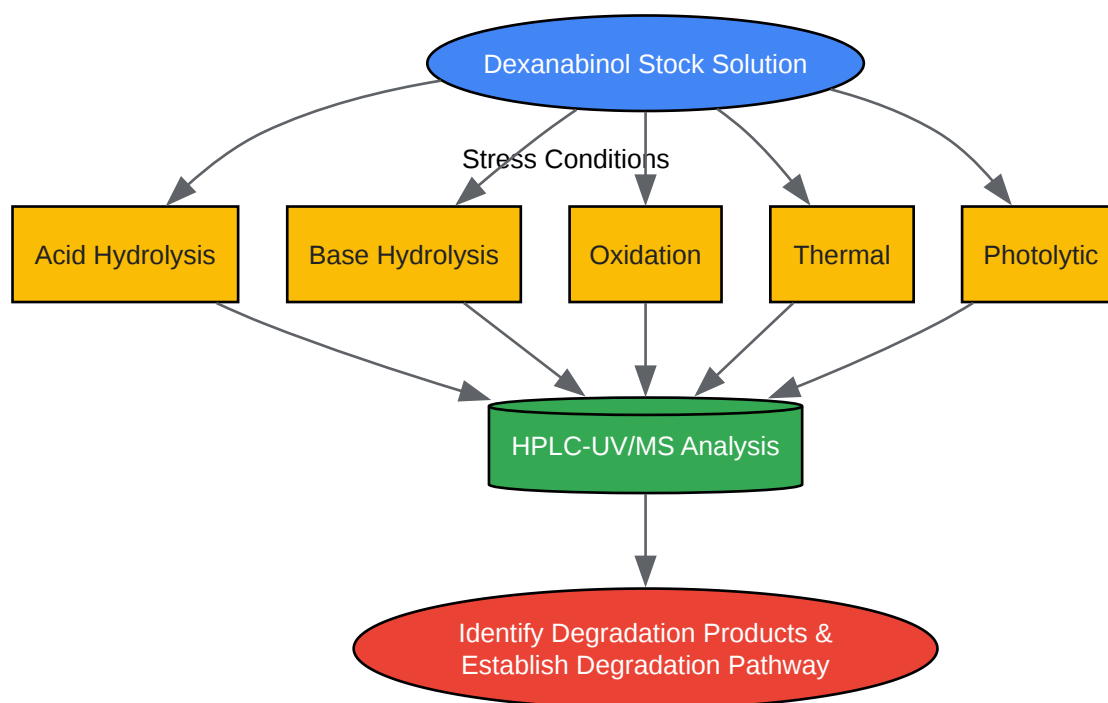 Dexanabinol Stock Solution
Stress Conditions
Acid Hydrolysis
Base Hydrolysis
Oxidation
Thermal
Photolytic
HPLC-UV/MS Analysis
Identify Degradation Products &
Establish Degradation Pathway